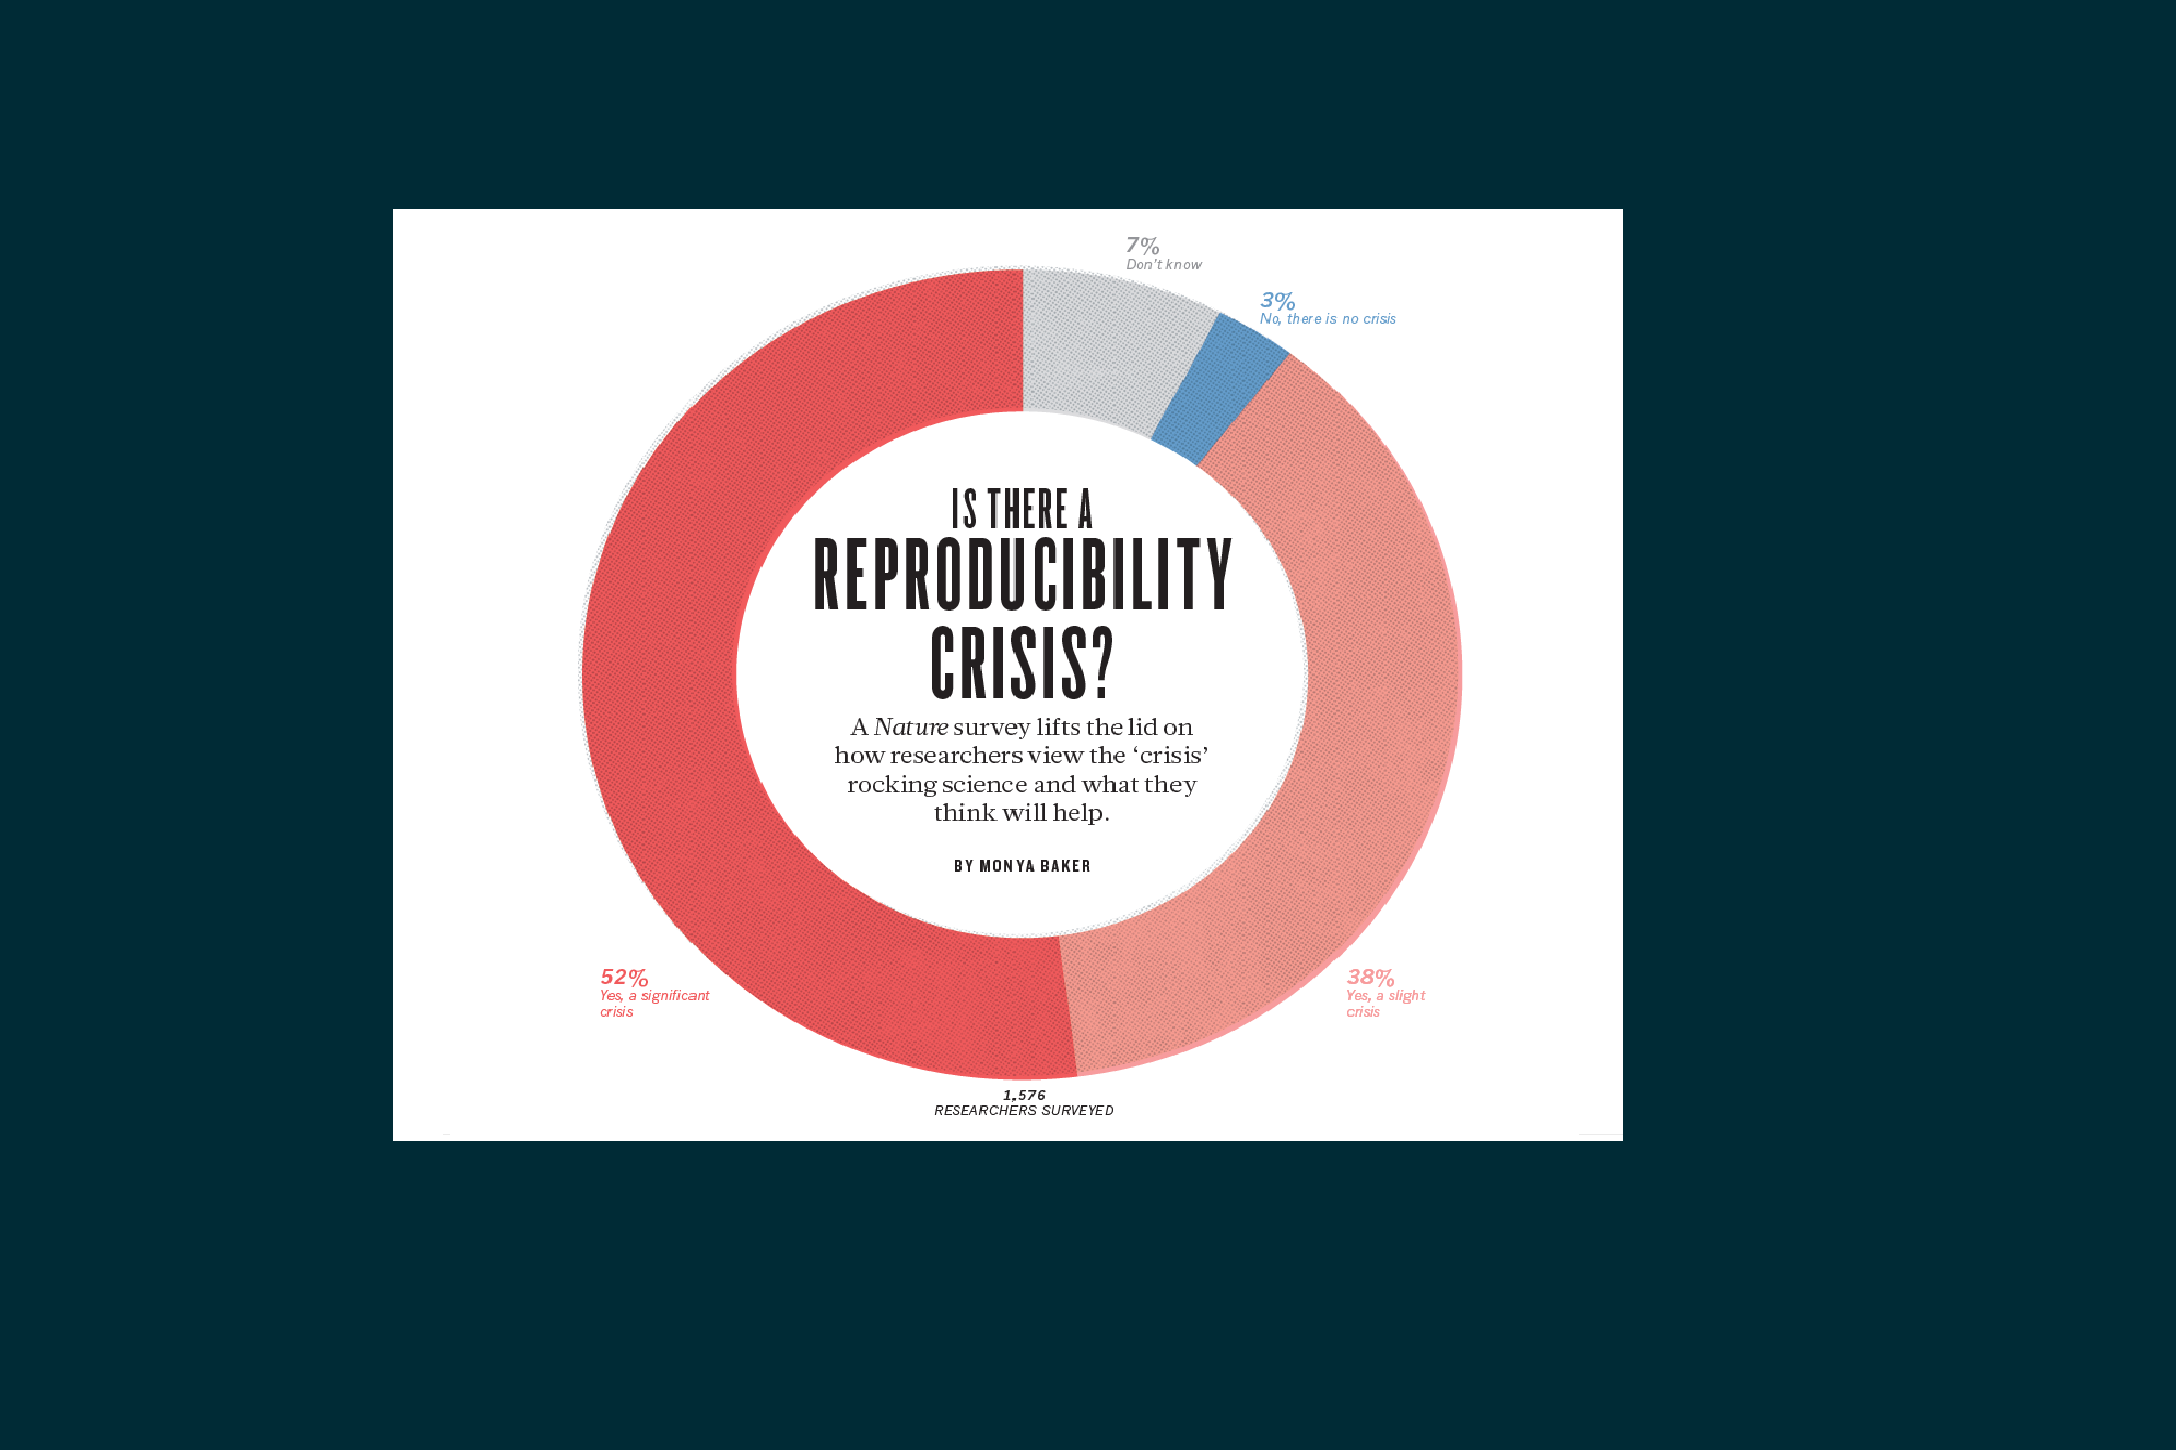 7%
Don't know
3%
No, there is no crisis
IS THERE A
REPRODUCIBILITY
CRISIS?
A Nature survey lifts the lid on
how researchers view the ‘crisis’
rocking science and what they
think will help.
BY MONYA BAKER
52%
Yes, a significant
crisis
38%
Yes, a slight
crisis
1,576
RESEARCHERS SURVEYED